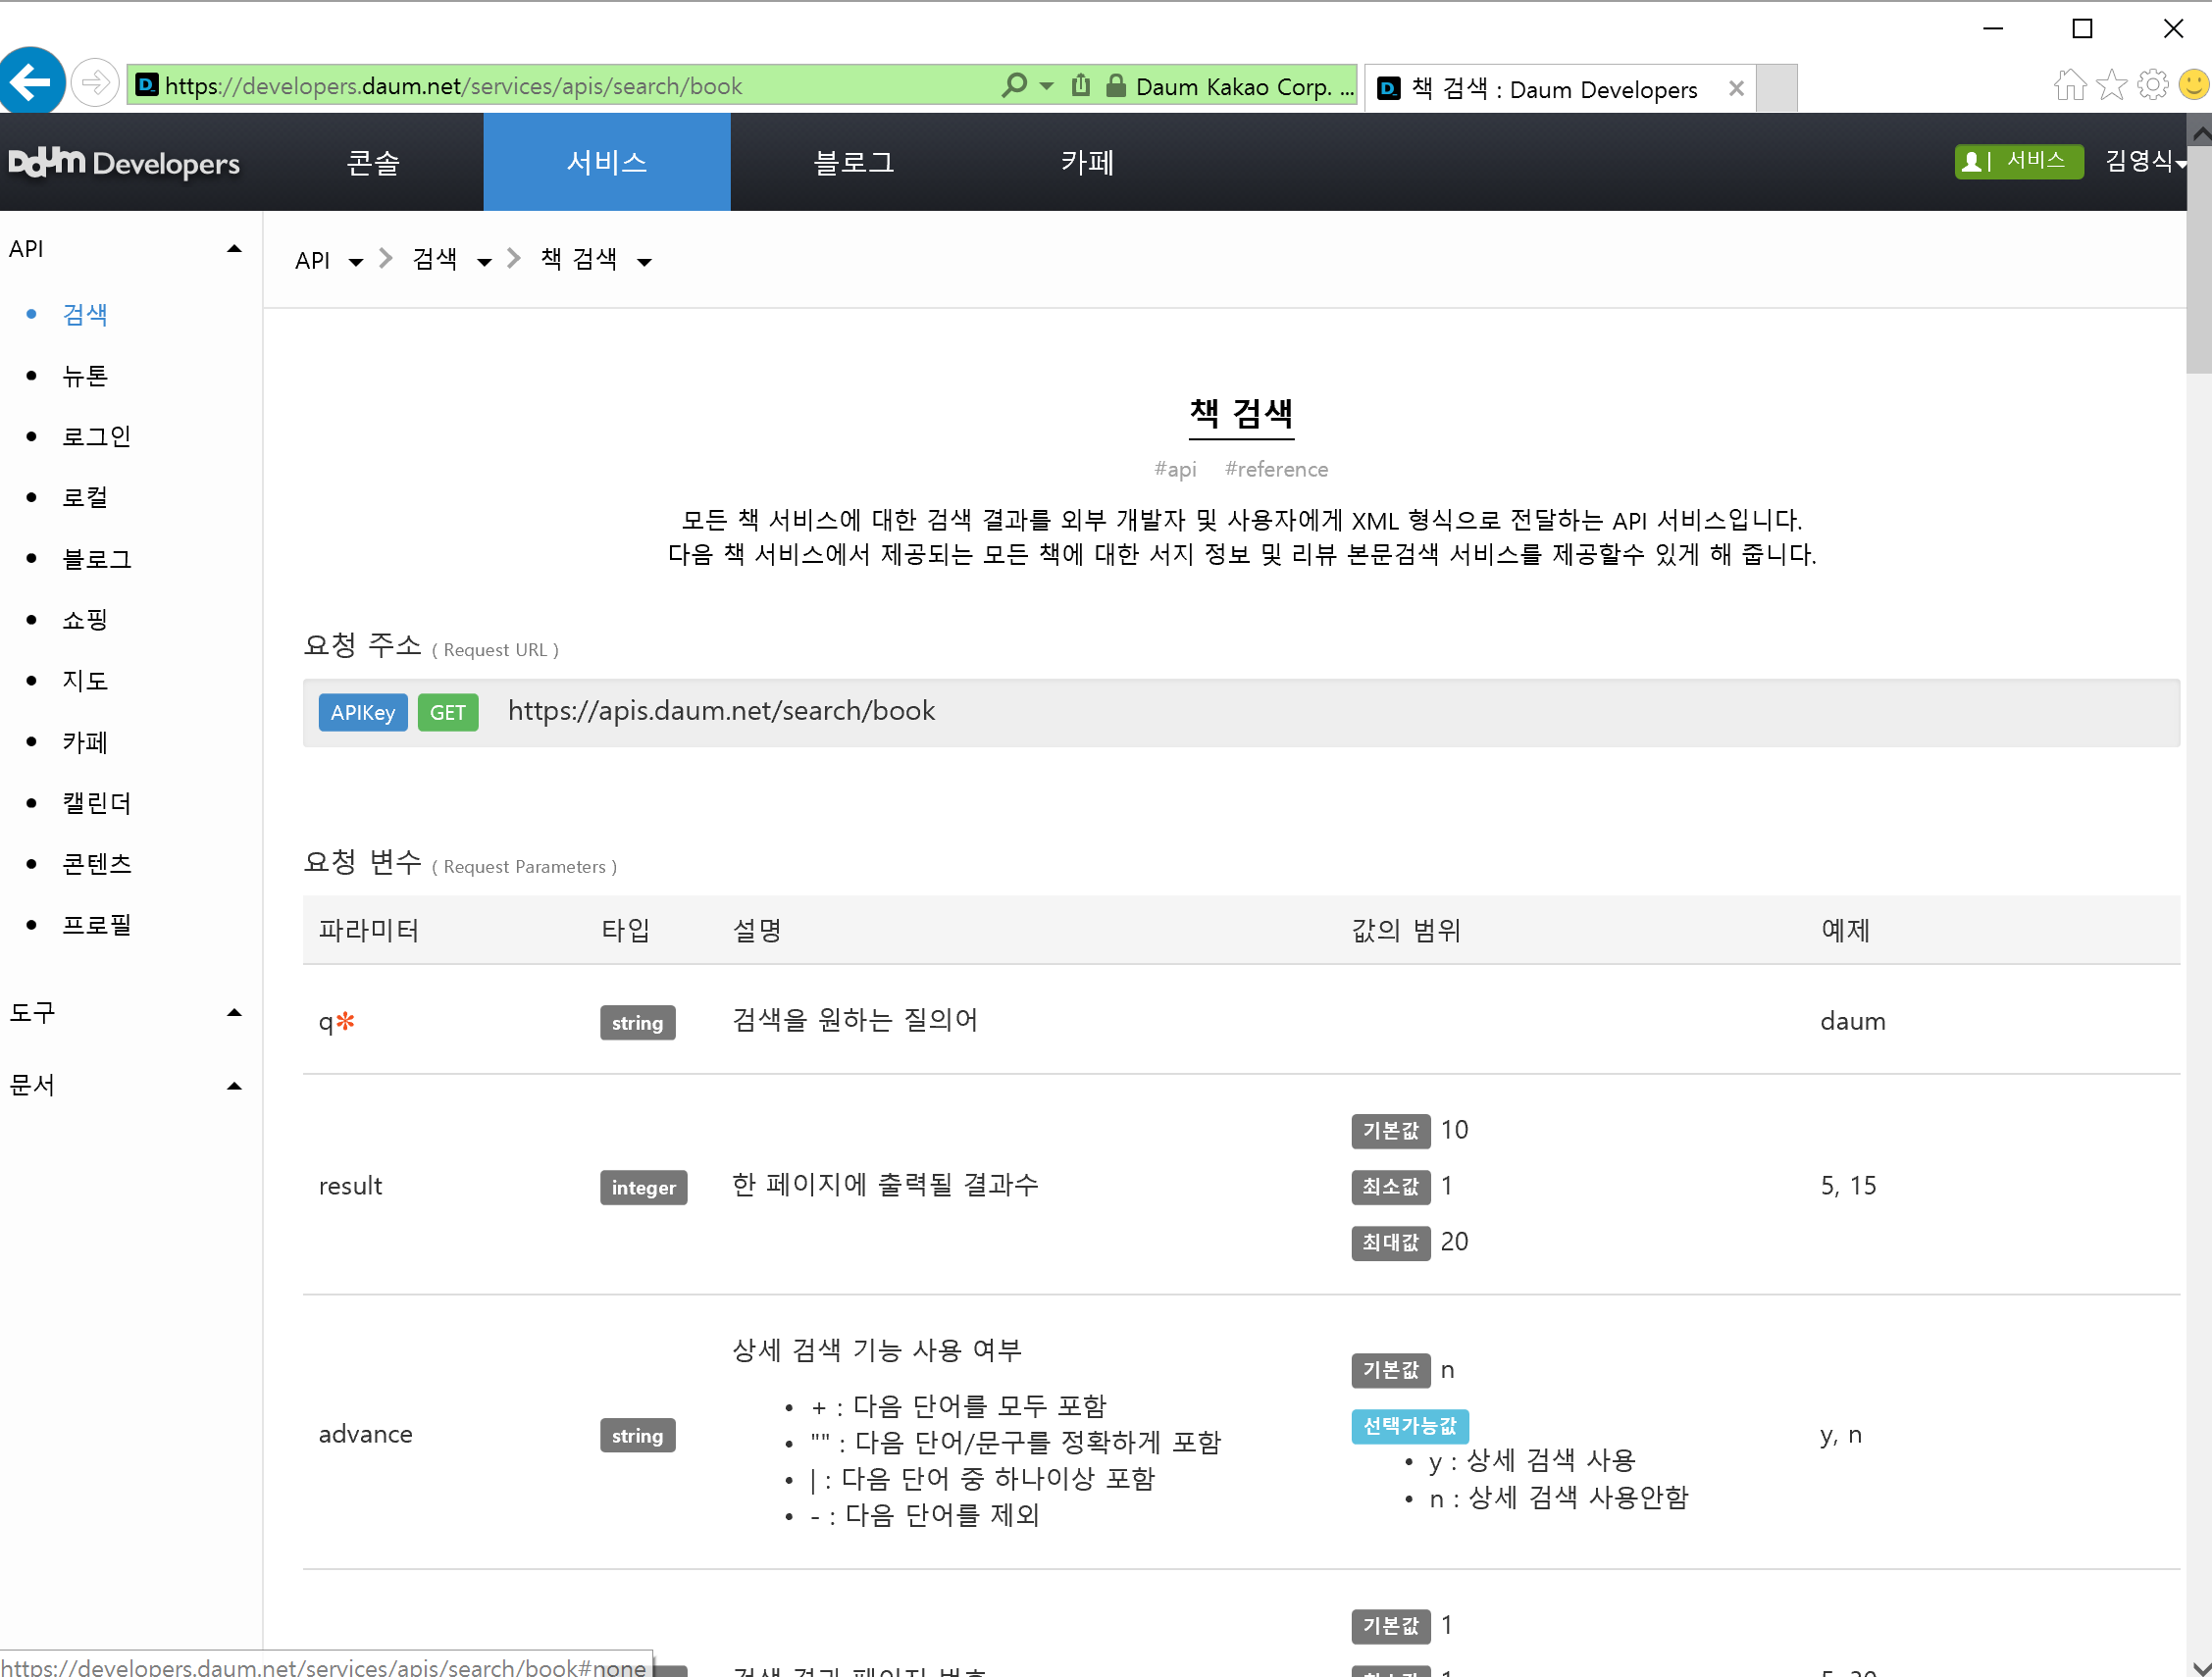 https://developers.daum.net/services/apis/search/book
Daum Kakao Corp. ...
책 검색 : Daum Developers
Daum Developers
콘솔
서비스
블로그
카페
| 서비스
김영식
API
검색
뉴톤
로그인
로컬
블로그
쇼핑
지도
카페
캘린더
콘텐츠
프로필
도구
문서
API
검색
책 검색
책 검색
#api #reference
모든 책 서비스에 대한 검색 결과를 외부 개발자 및 사용자에게 XML 형식으로 전달하는 API 서비스입니다.
다음 책 서비스에서 제공되는 모든 책에 대한 서지 정보 및 리뷰 본문검색 서비스를 제공할수 있게 해 줍니다.
요청 주소 ( Request URL )
APIKey GET https://apis.daum.net/search/book
요청 변수 ( Request Parameters )
파라미터 타입 설명 값의 범위 예제
q* string 검색을 원하는 질의어 daum
result integer 한 페이지에 출력될 결과수
기본값 10
최소값 1
최대값 20
5, 15
advance string
상세 검색 기능 사용 여부
• + : 다음 단어를 모두 포함
• "" : 다음 단어/문구를 정확하게 포함
• | : 다음 단어 중 하나이상 포함
• - : 다음 단어를 제외
기본값 n
선택가능값
• y : 상세 검색 사용
• n : 상세 검색 사용안함
y, n
기본값 1
https://developers.daum.net/services/apis/search/book#none